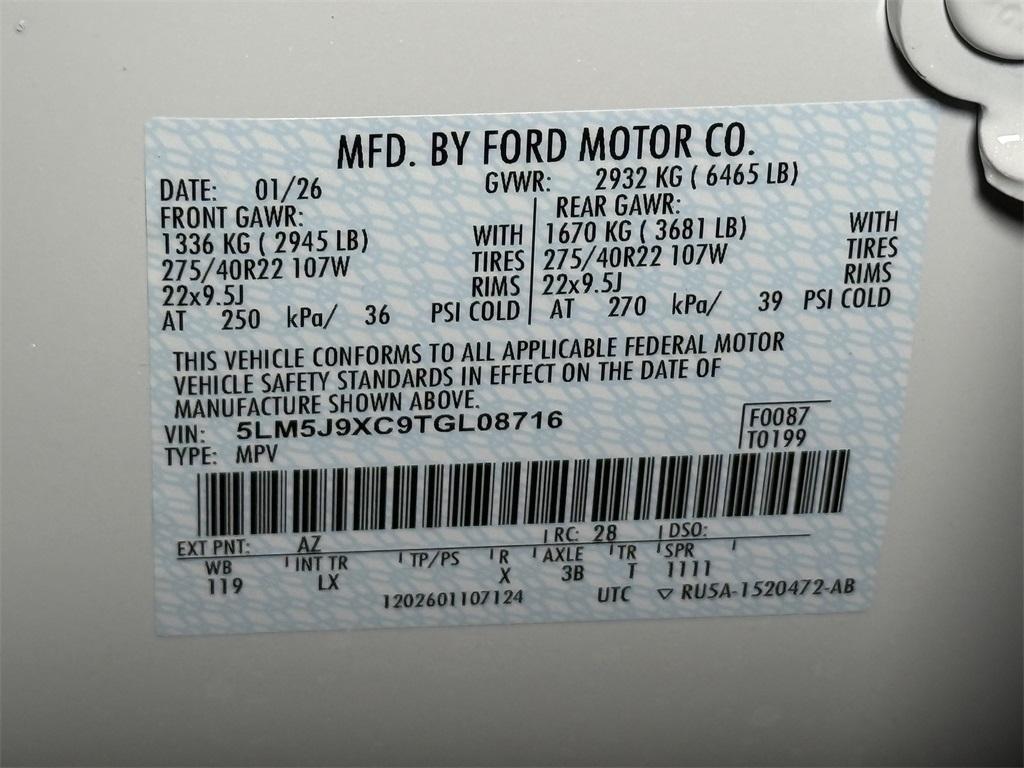 MFD. BY FORD MOTOR CO.
DATE: 01/26 GVWR: 2932 KG ( 6465 LB)
FRONT GAWR: REAR GAWR:
1336 KG ( 2945 LB) WITH 1670 KG ( 3681 LB) WITH
275/40R22 107W TIRES 275/40R22 107W TIRES
22x9.5J RIMS 22x9.5J RIMS
AT 250 kPa/ 36 PSI COLD AT 270 kPa/ 39 PSI COLD
THIS VEHICLE CONFORMS TO ALL APPLICABLE FEDERAL MOTOR
VEHICLE SAFETY STANDARDS IN EFFECT ON THE DATE OF
MANUFACTURE SHOWN ABOVE.
VIN: 5LM5J9XC9TGL08716 F0087
TYPE: MPV T0199
EXT PNT: AZ RC: 28 DSO:
WB INT TR TP/PS R AXLE TR SPR
119 LX X 3B T 1111
1202601107124 UTC ▽ RU5A-1520472-AB